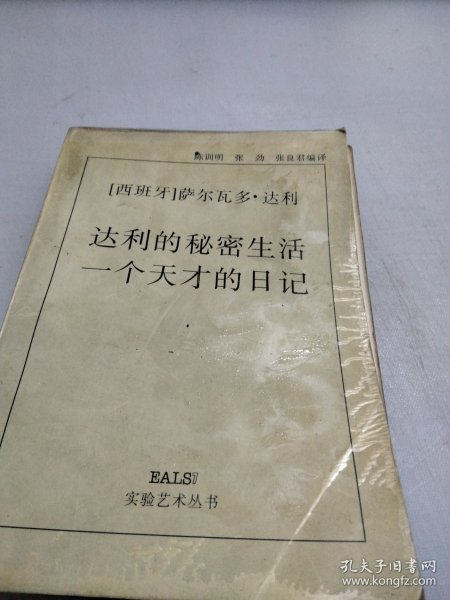 陈训明 张 劲 张良君编译
[西班牙]萨尔瓦多·达利
达利的秘密生活
一个天才的日记
EALS7
实验艺术丛书
孔夫子旧书网
www.kongfz.com